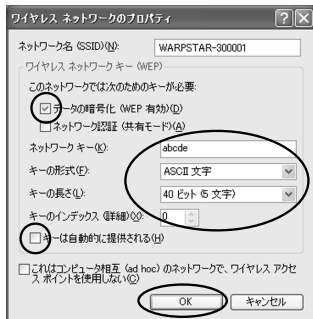 ワイヤレス ネットワークのプロパティ
ネットワーク名 (SSID)(N): WARPSTAR-300001
ワイヤレス ネットワーク キー (WEP)
このネットワークでは次のためのキーが必要:
データの暗号化 (WEP 有効)(D)
ネットワーク認証 (共有モード)(A)
ネットワーク キー(K): abcde
キーの形式(F): ASCII 文字
キーの長さ(L): 40 ビット (5 文字)
キーのインデックス (詳細)(X): 0
キーは自動的に提供される(H)
これはコンピュータ相互 (ad hoc) のネットワークで、ワイヤレス アクセ
ス ポイントを使用しない(C)
OK キャンセル